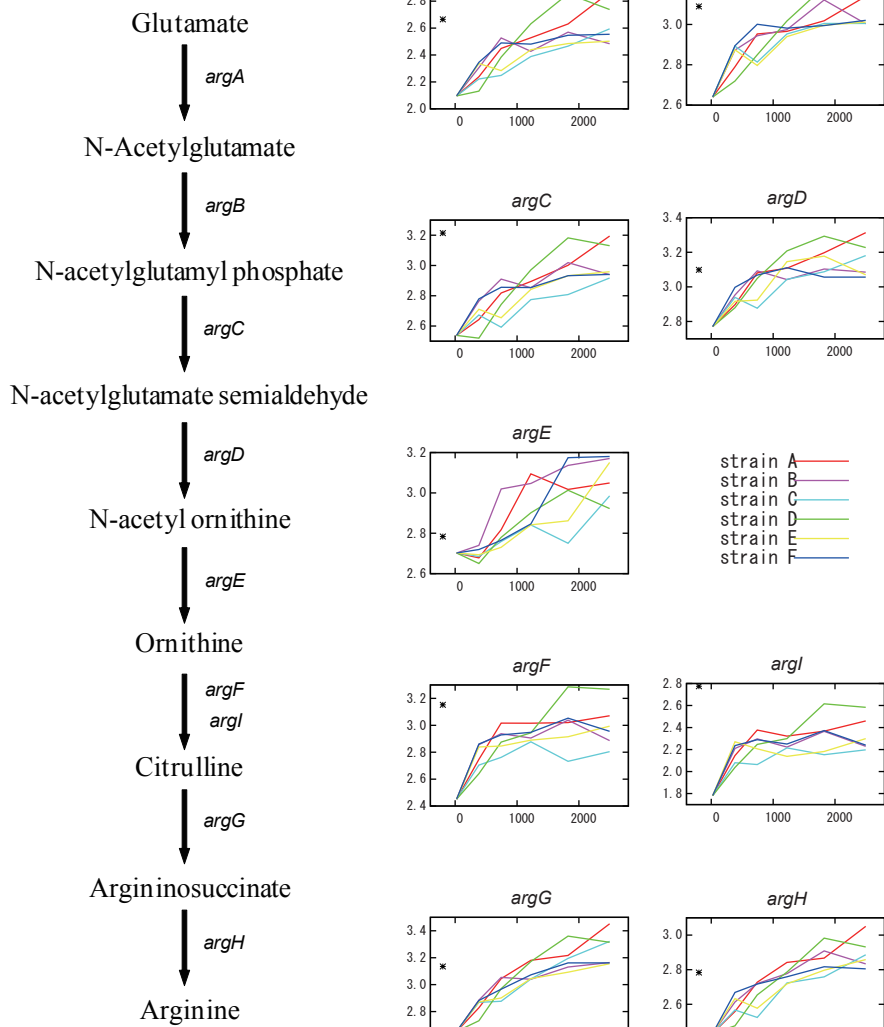 Glutamate
argA
N-Acetylglutamate
argB
N-acetylglutamyl phosphate
argC
N-acetylglutamate semialdehyde
argD
N-acetyl ornithine
argE
Ornithine
argF
argI
Citrulline
argG
Argininosuccinate
argH
Arginine
2.8
2.6
2.4
2.2
2.0
0 1000 2000
3.0
2.6
0 1000 2000
argC
3.2
3.0
2.8
2.6
0 1000 2000
argD
3.4
3.2
3.0
2.8
0 1000 2000
argE
3.2
3.0
2.8
2.6
0 1000 2000
strain A
strain B
strain C
strain D
strain E
strain F
argF
3.2
3.0
2.8
2.6
2.4
0 1000 2000
argI
2.8
2.6
2.4
2.2
2.0
1.8
0 1000 2000
argG
3.4
3.2
3.0
2.8
argH
3.0
2.8
2.6